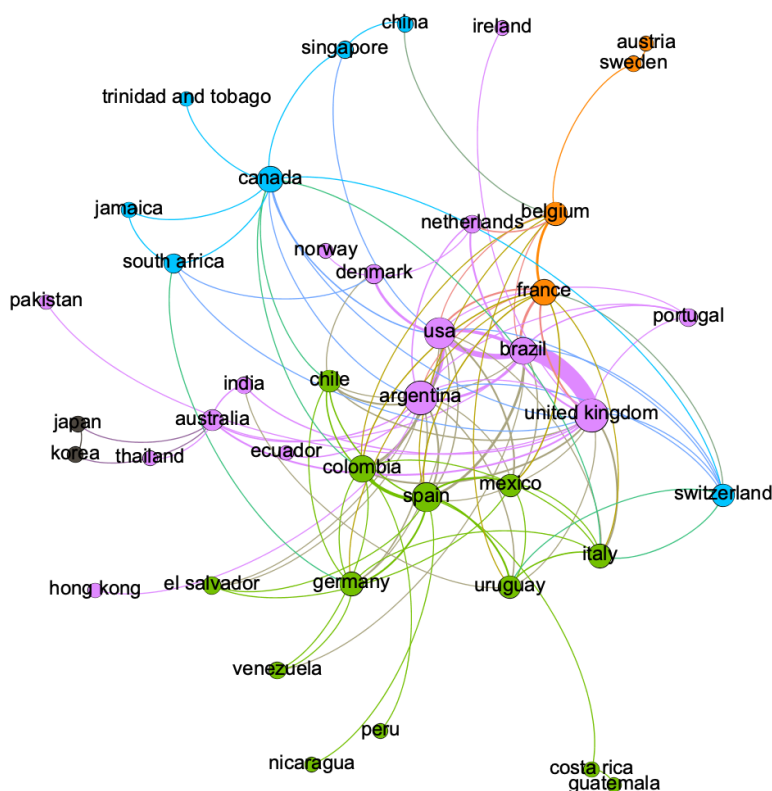 china
ireland
singapore
austria
sweden
trinidad and tobago
canada
jamaica
netherlands
belgium
norway
south africa
denmark
france
pakistan
usa
portugal
brazil
chile
india
argentina
united kingdom
japan
australia
korea
thailand
ecuador
colombia
mexico
spain
switzerland
italy
hong kong
el salvador
germany
uruguay
venezuela
peru
nicaragua
costa rica
guatemala